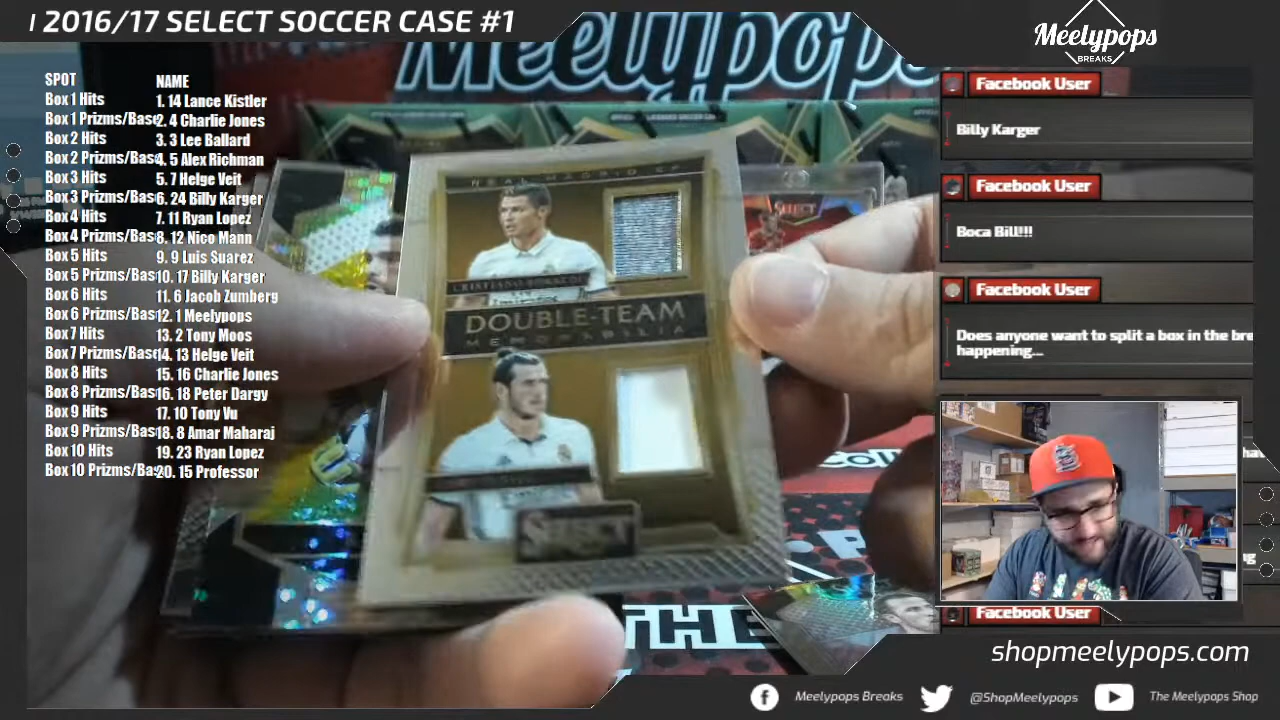 2016/17 SELECT SOCCER CASE #1
Meelypops
BREAKS
SPOT NAME
Box 1 Hits 1. 14 Lance Kistler
Box 1 Prizms/Base 2. 4 Charlie Jones
Box 2 Hits 3. 3 Lee Ballard
Box 2 Prizms/Base 4. 5 Alex Richman
Box 3 Hits 5. 7 Helge Veit
Box 3 Prizms/Base 6. 24 Billy Karger
Box 4 Hits 7. 11 Ryan Lopez
Box 4 Prizms/Bas 8. 12 Nico Mann
Box 5 Hits 9. 9 Luis Suarez
Box 5 Prizms/Bas 10. 17 Billy Karger
Box 6 Hits 11. 6 Jacob Zumberg
Box 6 Prizms/Bas 12. 1 Meelypops
Box 7 Hits 13. 2 Tony Moos
Box 7 Prizms/Base 14. 13 Helge Veit
Box 8 Hits 15. 16 Charlie Jones
Box 8 Prizms/Bas 16. 18 Peter Dargy
Box 9 Hits 17. 10 Tony Vu
Box 9 Prizms/Bas 18. 8 Amar Maharaj
Box 10 Hits 19. 23 Ryan Lopez
Box 10 Prizms/Bas 20. 15 Professor
Meelypops
REAL MADRID CF
CRISTIANO RONALDO
DOUBLE TEAM
MEMORABILIA
SELECT
SELECT
THE
Facebook User
Billy Karger
Facebook User
Boca Bill!!!
Facebook User
Does anyone want to split a box in the bre
happening...
Facebook User
shopmeelypops.com
Meelypops Breaks @ShopMeelypops The Meelypops Shop